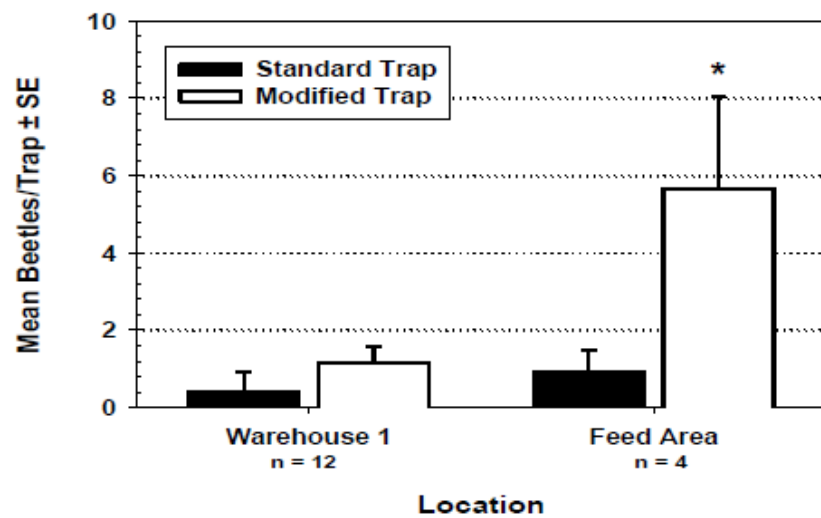 10
8
6
4
2
0
Mean Beetles/Trap ± SE
Standard Trap
Modified Trap
*
Warehouse 1
n = 12
Feed Area
n = 4
Location